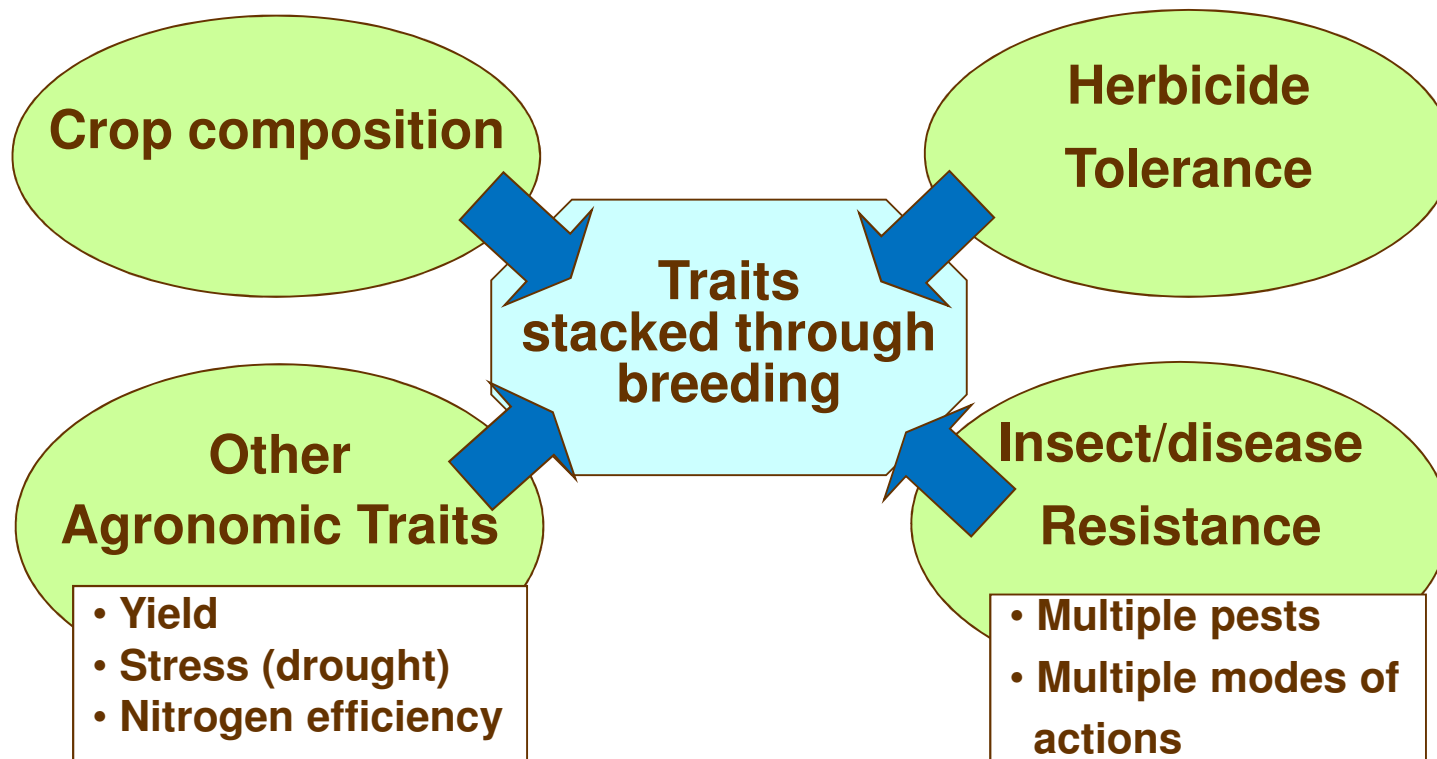 Crop composition
Herbicide
Tolerance
Traits
stacked through
breeding
Other
Agronomic Traits
• Yield
• Stress (drought)
• Nitrogen efficiency
Insect/disease
Resistance
• Multiple pests
• Multiple modes of
actions